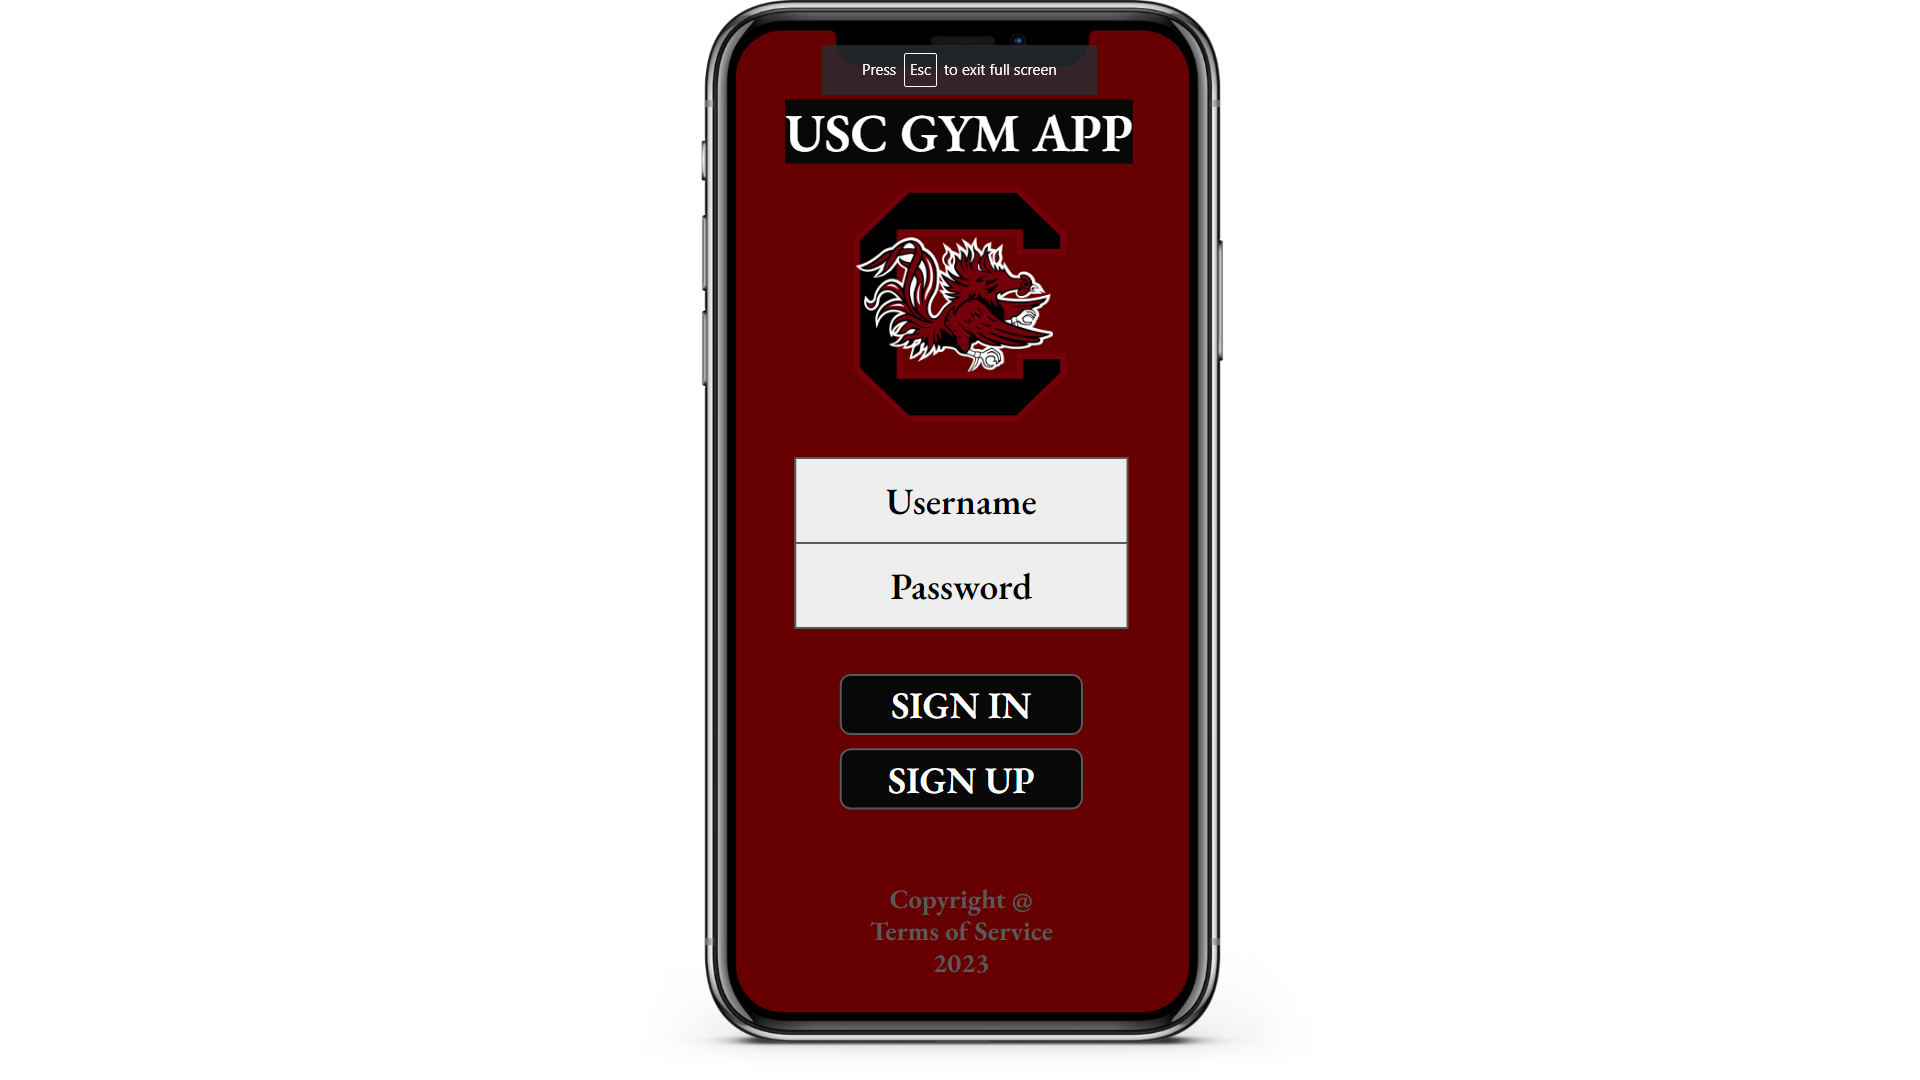 Press Esc to exit full screen
USC GYM APP
Username
Password
SIGN IN
SIGN UP
Copyright @
Terms of Service
2023